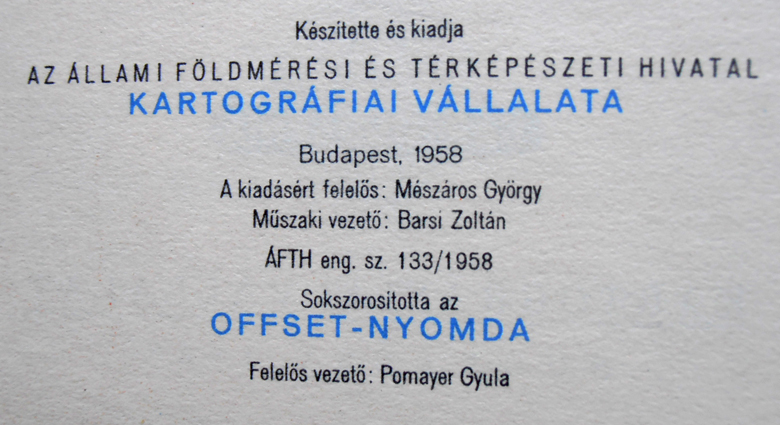 Készítette és kiadja
AZ ÁLLAMI FÖLDMÉRÉSI ÉS TÉRKÉPÉSZETI HIVATAL
KARTOGRÁFIAI VÁLLALATA
Budapest, 1958
A kiadásért felelős: Mészáros György
Műszaki vezető: Barsi Zoltán
ÁFTH eng. sz. 133/1958
Sokszorosította az
OFFSET-NYOMDA
Felelős vezető: Pomayer Gyula